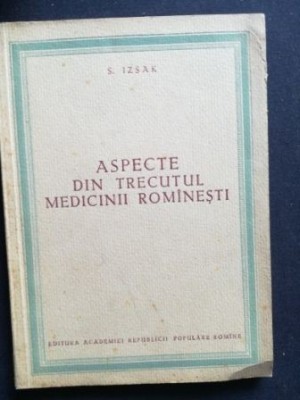 S. IZSAK
ASPECTE
DIN TRECUTUL
MEDICINII ROMÎNEȘTI
EDITURA ACADEMIEI REPUBLICII POPULARE ROMÎNE